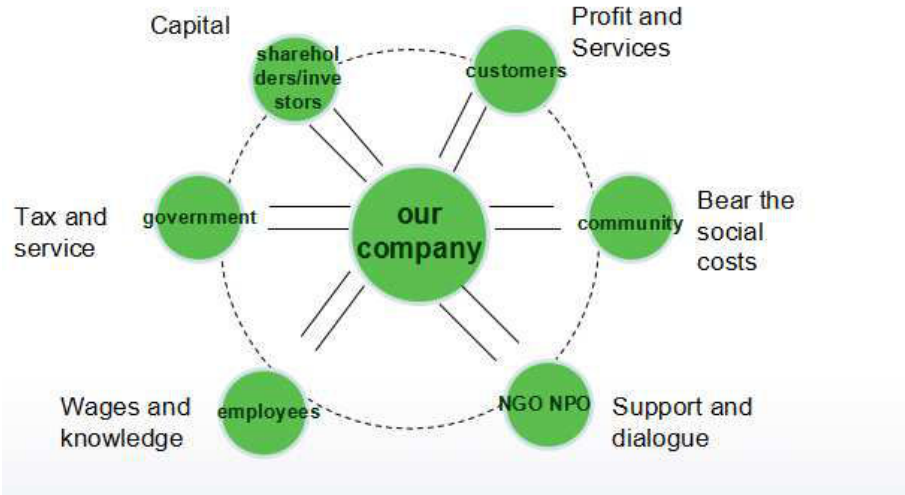 Capital
sharehol
ders/inve
stors
Profit and
Services
customers
Tax and
service
government
our
company
community
Bear the
social
costs
Wages and
knowledge
employees
NGO NPO
Support and
dialogue